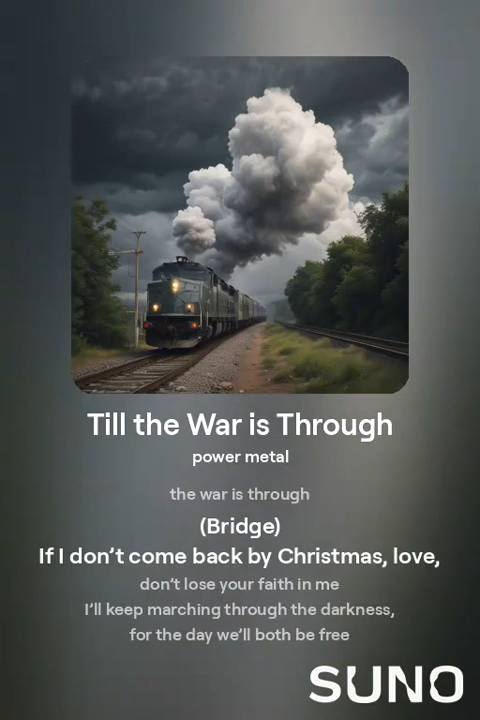 Till the War is Through
power metal
the war is through
(Bridge)
If I don't come back by Christmas, love,
don't lose your faith in me
I'll keep marching through the darkness,
for the day we'll both be free
SUNO